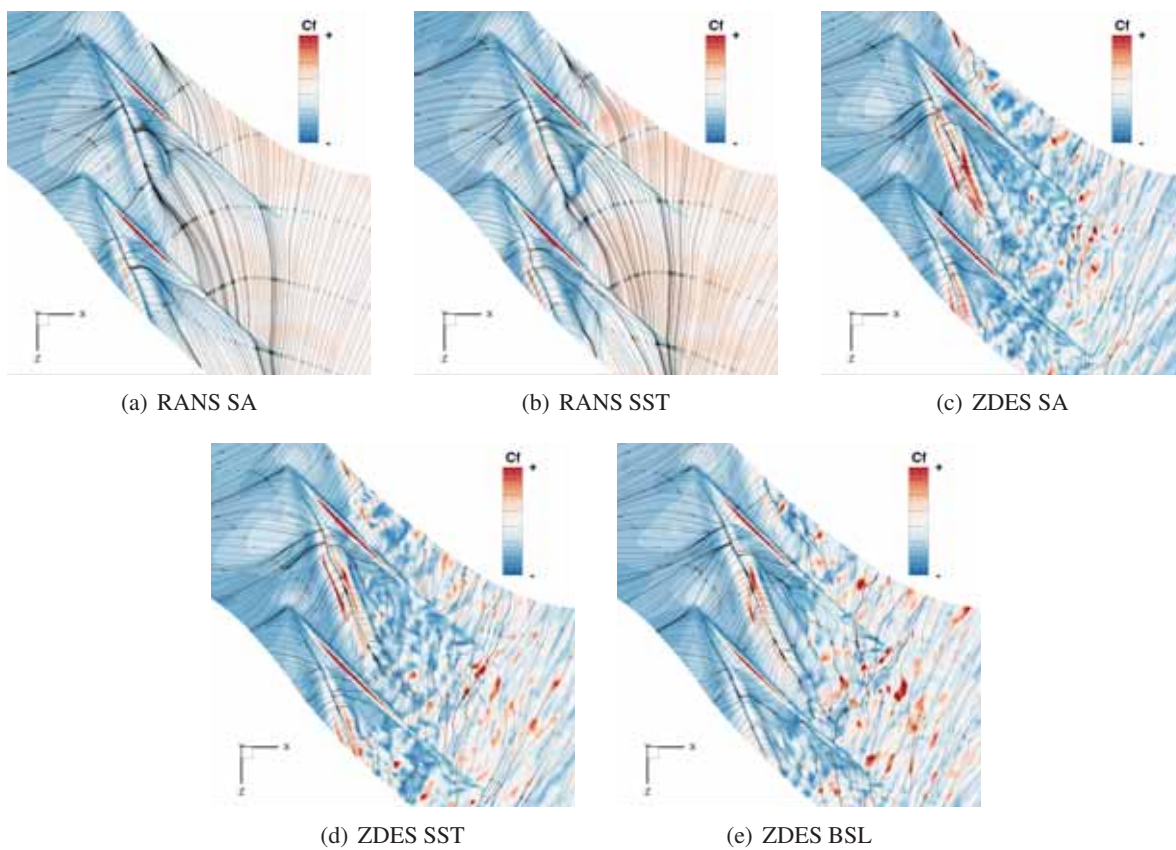 Cf
+
-
x
z
Cf
+
-
x
z
Cf
+
-
x
z
(a) RANS SA
(b) RANS SST
(c) ZDES SA
Cf
+
-
x
z
Cf
+
-
x
z
(d) ZDES SST
(e) ZDES BSL